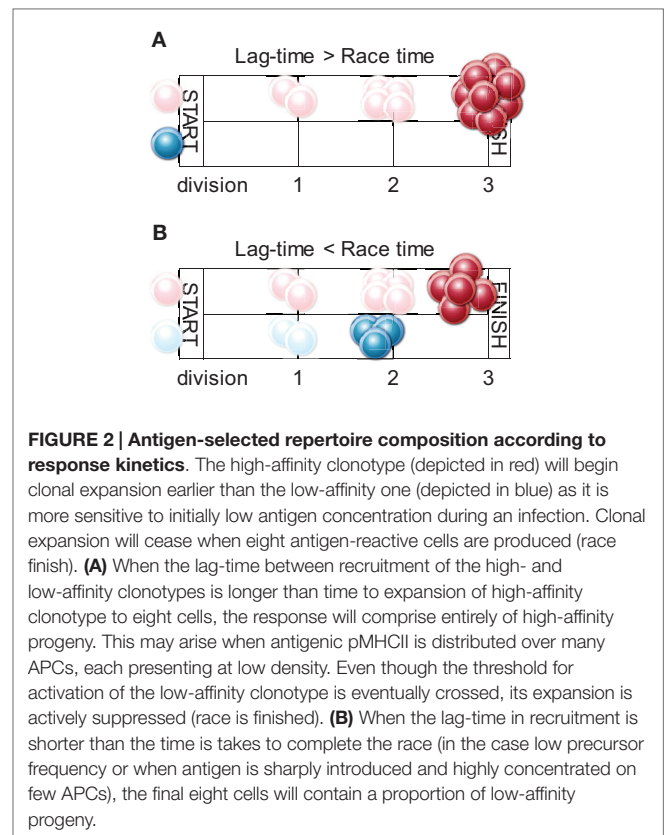 A
Lag-time > Race time
START
division 1 2 3
B
Lag-time < Race time
START
FINISH
division 1 2 3
FIGURE 2 | Antigen-selected repertoire composition according to
response kinetics. The high-affinity clonotype (depicted in red) will begin
clonal expansion earlier than the low-affinity one (depicted in blue) as it is
more sensitive to initially low antigen concentration during an infection. Clonal
expansion will cease when eight antigen-reactive cells are produced (race
finish). (A) When the lag-time between recruitment of the high- and
low-affinity clonotypes is longer than time to expansion of high-affinity
clonotype to eight cells, the response will comprise entirely of high-affinity
progeny. This may arise when antigenic pMHCII is distributed over many
APCs, each presenting at low density. Even though the threshold for
activation of the low-affinity clonotype is eventually crossed, its expansion is
actively suppressed (race is finished). (B) When the lag-time in recruitment is
shorter than the time is takes to complete the race (in the case low precursor
frequency or when antigen is sharply introduced and highly concentrated on
few APCs), the final eight cells will contain a proportion of low-affinity
progeny.